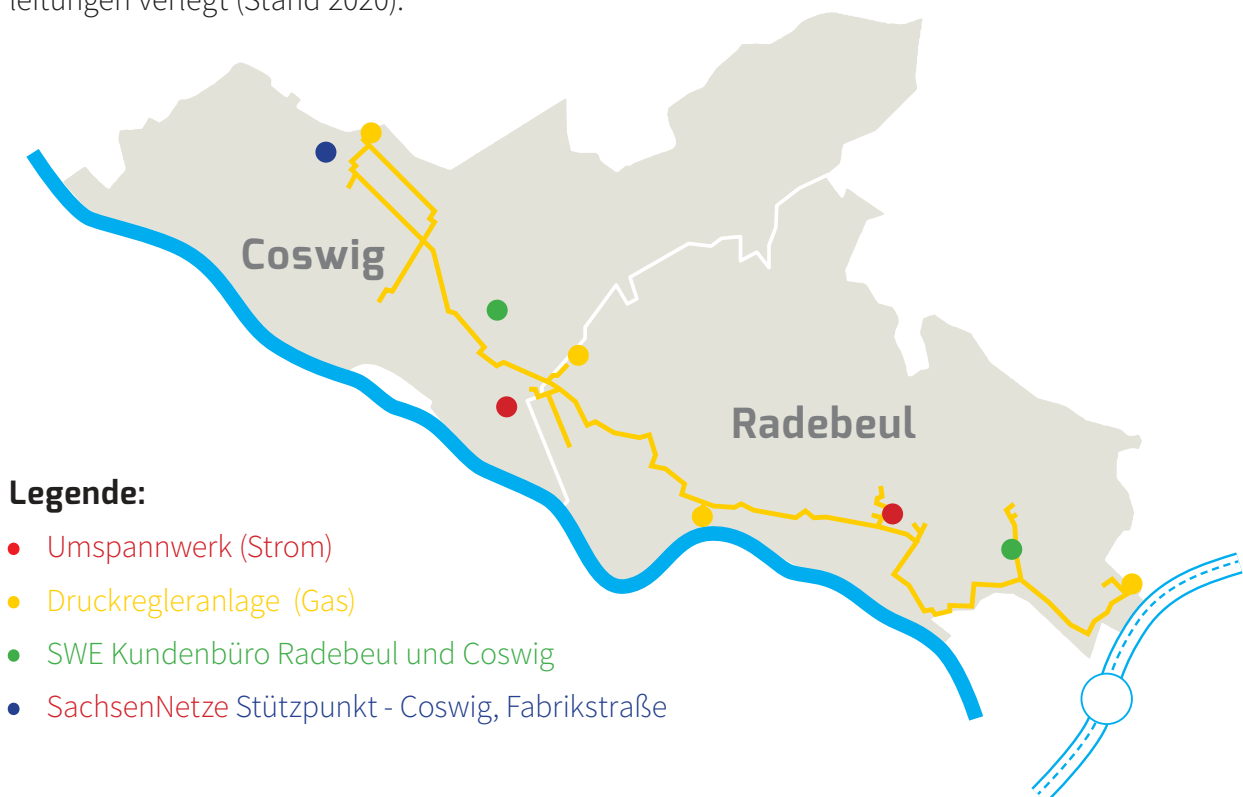 leitungen verlegt (Stand 2020).
Coswig
Radebeul
Legende:
Umspannwerk (Strom)
Druckregleranlage (Gas)
SWE Kundenbüro Radebeul und Coswig
SachsenNetze Stützpunkt - Coswig, Fabrikstraße